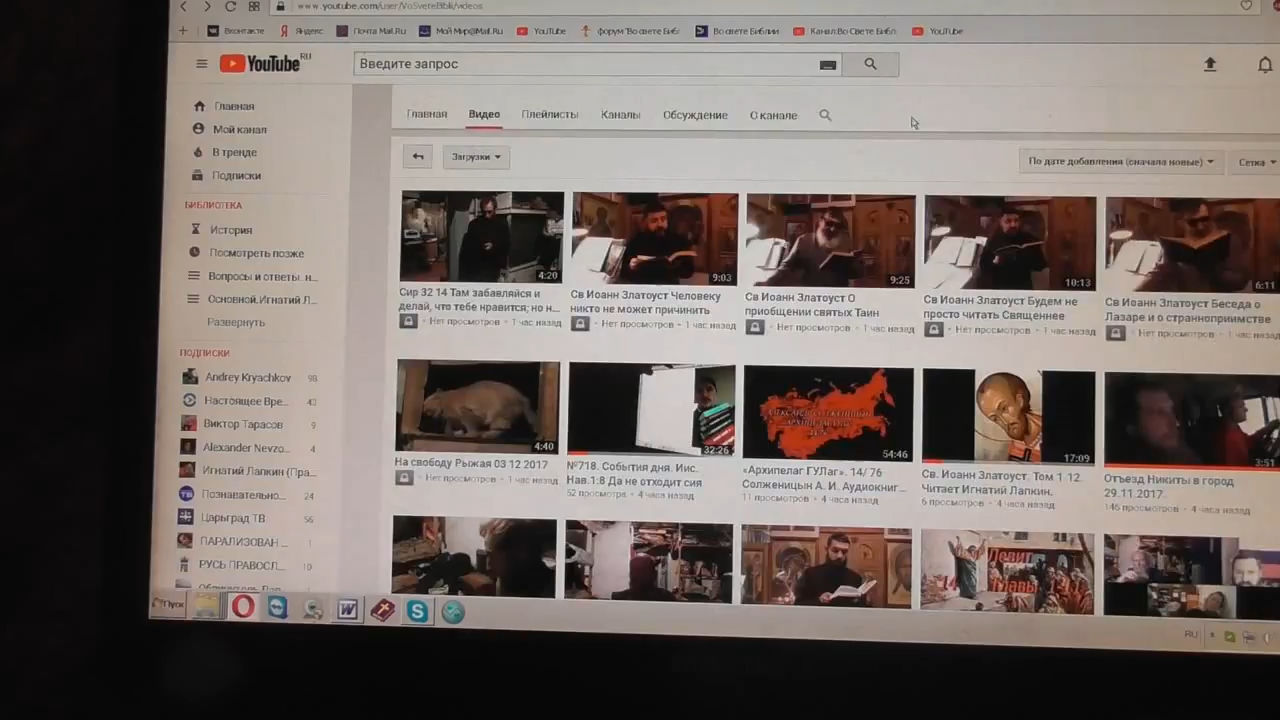 www.youtube.com/user/VoSveteBibli/videos
Вконтакте
Яндекс
Почта Mail.Ru
Мой Мир@Mail.Ru
YouTube
форум "Во свете Библ
Во свете Библии
Канал:Во Свете Библ
YouTube
YouTube RU
Введите запрос
Главная
Мой канал
В тренде
Подписки
БИБЛИОТЕКА
История
Посмотреть позже
Вопросы и ответы. н...
Основной.Игнатий Л...
Развернуть
ПОДПИСКИ
Andrey Kryachkov 98
Настоящее Вре... 43
Виктор Тарасов 9
Alexander Nevzo... 4
Игнатий Лапкин (Пра...
Познавательно... 24
Царьград ТВ 56
ПАРАЛИЗОВАН ... 1
РУСЬ ПРАВОСЛ... 10
Главная Видео Плейлисты Каналы Обсуждение О канале
Загрузки
По дате добавления (сначала новые)
Сетка
4:20
9:03
9:25
10:13
6:11
Сир 32 14 Там забавляйся и
делай, что тебе нравится; но н...
Нет просмотров • 1 час назад
Св Иоанн Златоуст Человеку
никто не может причинить
Нет просмотров • 1 час назад
Св Иоанн Златоуст О
приобщении святых Таин
Нет просмотров • 1 час назад
Св Иоанн Златоуст Будем не
просто читать Священнее
Нет просмотров • 1 час назад
Св Иоанн Златоуст Беседа о
Лазаре и о странноприимстве
Нет просмотров • 1 час назад
4:40
32:26
54:46
17:09
3:51
На свободу Рыжая 03 12 2017
Нет просмотров • 1 час назад
№718. События дня. Иис.
Нав.1:8 Да не отходит сия
52 просмотра • 4 часа назад
«Архипелаг ГУЛаг». 14/ 76
Солженицын А. И. Аудиокниг...
11 просмотров • 4 часа назад
Св. Иоанн Златоуст. Том 1 12.
Читает Игнатий Лапкин.
6 просмотров • 4 часа назад
Отъезд Никиты в город
29.11.2017
146 просмотров • 4 часа назад
Левит
Главы
Пуск
RU